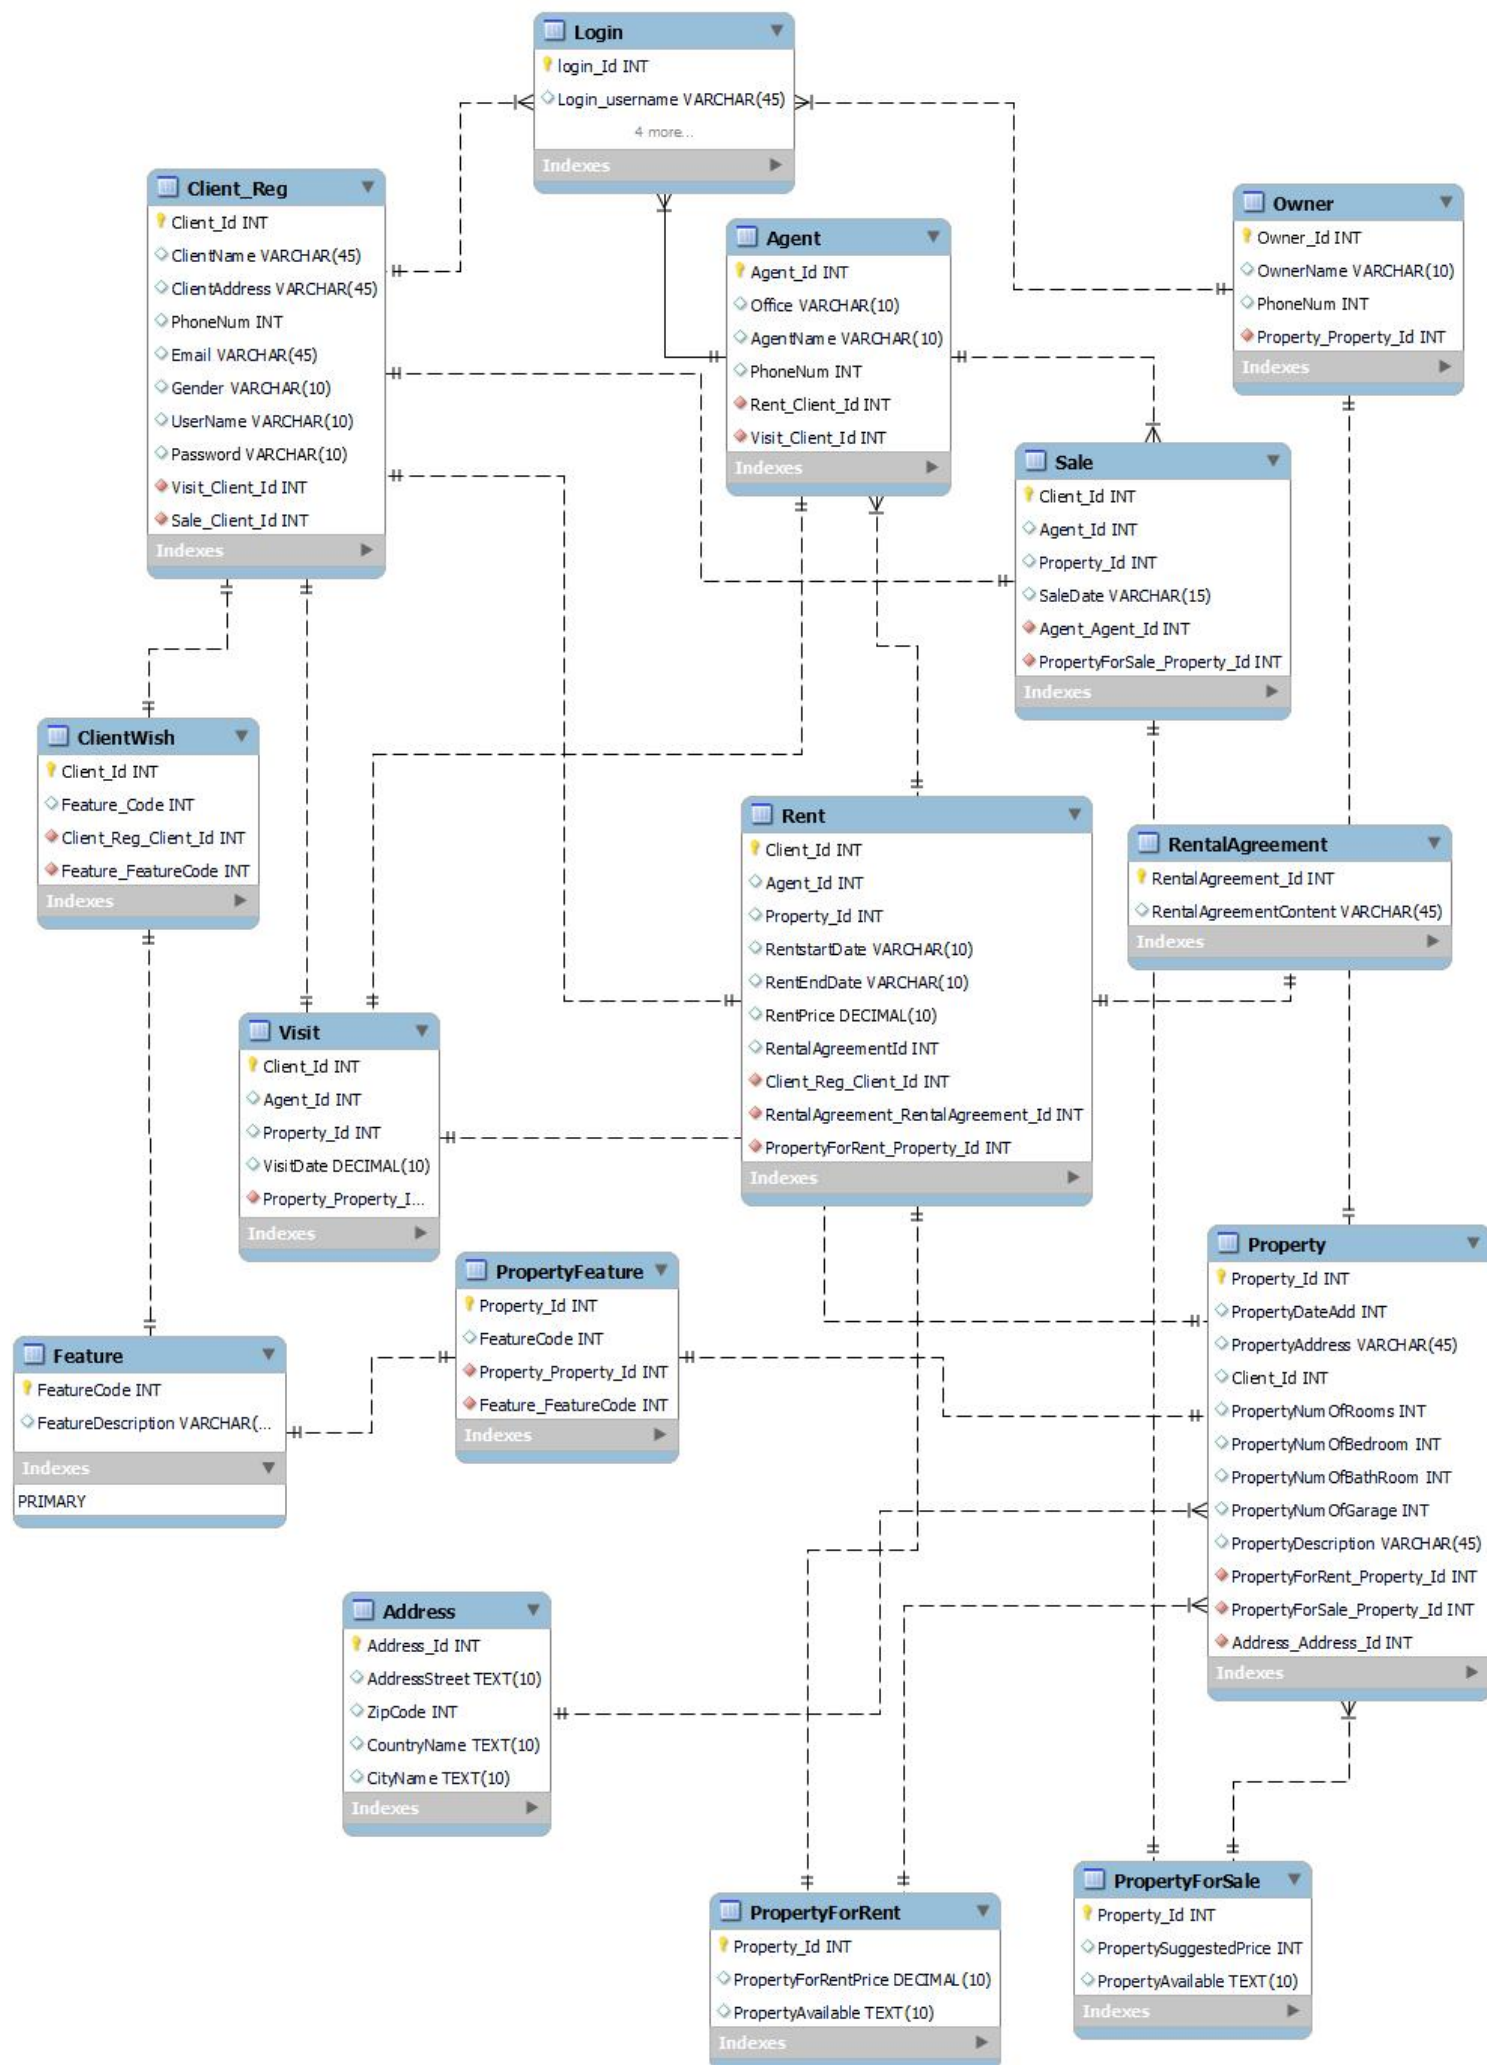 Login
login_Id INT
Login_username VARCHAR(45)
4 more...
Indexes
Client_Reg
Client_Id INT
ClientName VARCHAR(45)
ClientAddress VARCHAR(45)
PhoneNum INT
Email VARCHAR(45)
Gender VARCHAR(10)
UserName VARCHAR(10)
Password VARCHAR(10)
Visit_Client_Id INT
Sale_Client_Id INT
Indexes
Agent
Agent_Id INT
Office VARCHAR(10)
AgentName VARCHAR(10)
PhoneNum INT
Rent_Client_Id INT
Visit_Client_Id INT
Indexes
Owner
Owner_Id INT
OwnerName VARCHAR(10)
PhoneNum INT
Property_Property_Id INT
Indexes
Sale
Client_Id INT
Agent_Id INT
Property_Id INT
SaleDate VARCHAR(15)
Agent_Agent_Id INT
PropertyForSale_Property_Id INT
Indexes
ClientWish
Client_Id INT
Feature_Code INT
Client_Reg_Client_Id INT
Feature_FeatureCode INT
Indexes
Rent
Client_Id INT
Agent_Id INT
Property_Id INT
RentstartDate VARCHAR(10)
RentEndDate VARCHAR(10)
RentPrice DECIMAL(10)
RentalAgreementId INT
Client_Reg_Client_Id INT
RentalAgreement_RentalAgreement_Id INT
PropertyForRent_Property_Id INT
Indexes
RentalAgreement
RentalAgreement_Id INT
RentalAgreementContent VARCHAR(45)
Indexes
Visit
Client_Id INT
Agent_Id INT
Property_Id INT
VisitDate DECIMAL(10)
Property_Property_I...
Indexes
PropertyFeature
Property_Id INT
FeatureCode INT
Property_Property_Id INT
Feature_FeatureCode INT
Indexes
Property
Property_Id INT
PropertyDateAdd INT
PropertyAddress VARCHAR(45)
Client_Id INT
PropertyNumOfRooms INT
PropertyNumOfBedroom INT
PropertyNumOfBathRoom INT
PropertyNumOfGarage INT
PropertyDescription VARCHAR(45)
PropertyForRent_Property_Id INT
PropertyForSale_Property_Id INT
Address_Address_Id INT
Indexes
Feature
FeatureCode INT
FeatureDescription VARCHAR(...
Indexes
PRIMARY
Address
Address_Id INT
AddressStreet TEXT(10)
ZipCode INT
CountryName TEXT(10)
CityName TEXT(10)
Indexes
PropertyForRent
Property_Id INT
PropertyForRentPrice DECIMAL(10)
PropertyAvailable TEXT(10)
Indexes
PropertyForSale
Property_Id INT
PropertySuggestedPrice INT
PropertyAvailable TEXT(10)
Indexes